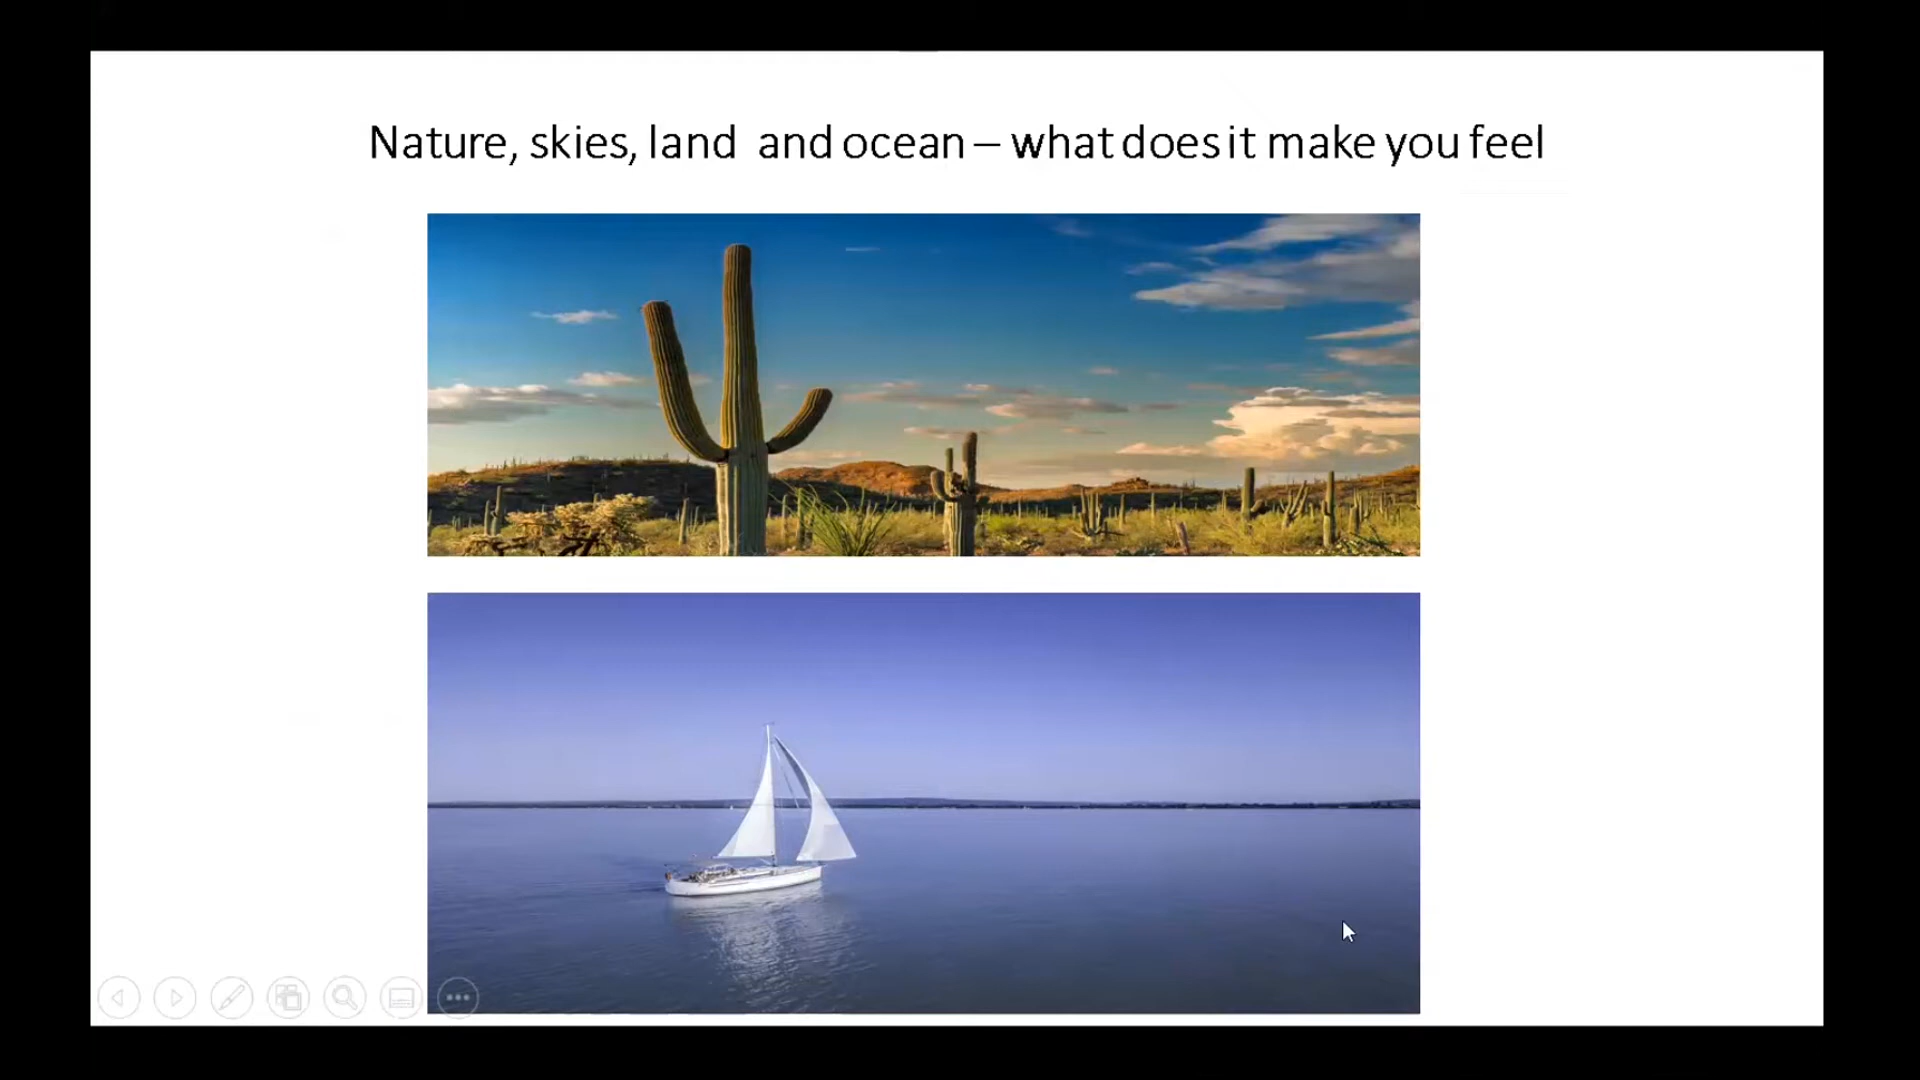 Nature, skies, land and ocean – what does it make you feel